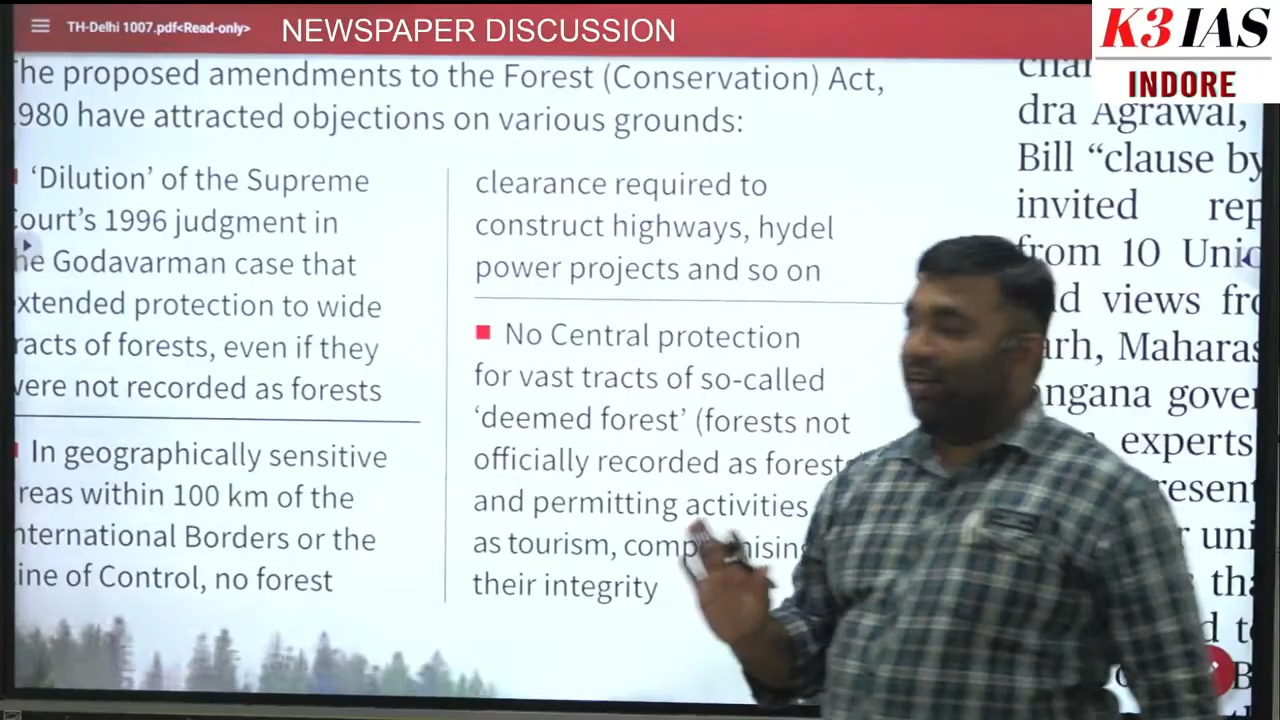 TH-Delhi 1007.pdf<Read-only>
NEWSPAPER DISCUSSION
K3 IAS
INDORE
he proposed amendments to the Forest (Conservation) Act,
980 have attracted objections on various grounds:
‘Dilution’ of the Supreme
ourt’s 1996 judgment in
he Godavarman case that
xtended protection to wide
racts of forests, even if they
were not recorded as forests
In geographically sensitive
reas within 100 km of the
nternational Borders or the
ine of Control, no forest
clearance required to
construct highways, hydel
power projects and so on
No Central protection
for vast tracts of so-called
‘deemed forest’ (forests not
officially recorded as forest
and permitting activities
as tourism, comp mising
their integrity
dra Agrawal,
Bill “clause by
invited rep
from 10 Unio
d views fro
arh, Maharas
ngana gover
experts
resent
uni
tha
d to
B